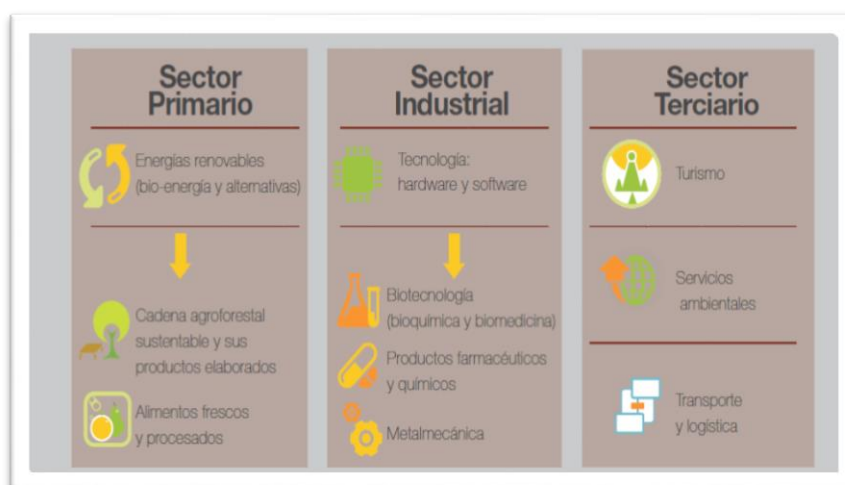 Sector
Primario
Energías renovables
(bio-energía y alternativas)
Cadena agroforestal
sustentable y sus
productos elaborados
Alimentos frescos
y procesados
Sector
Industrial
Tecnología:
hardware y software
Biotecnología
(bioquímica y biomedicina)
Productos farmacéuticos
y químicos
Metalmecánica
Sector
Terciario
Turismo
Servicios
ambientales
Transporte
y logística